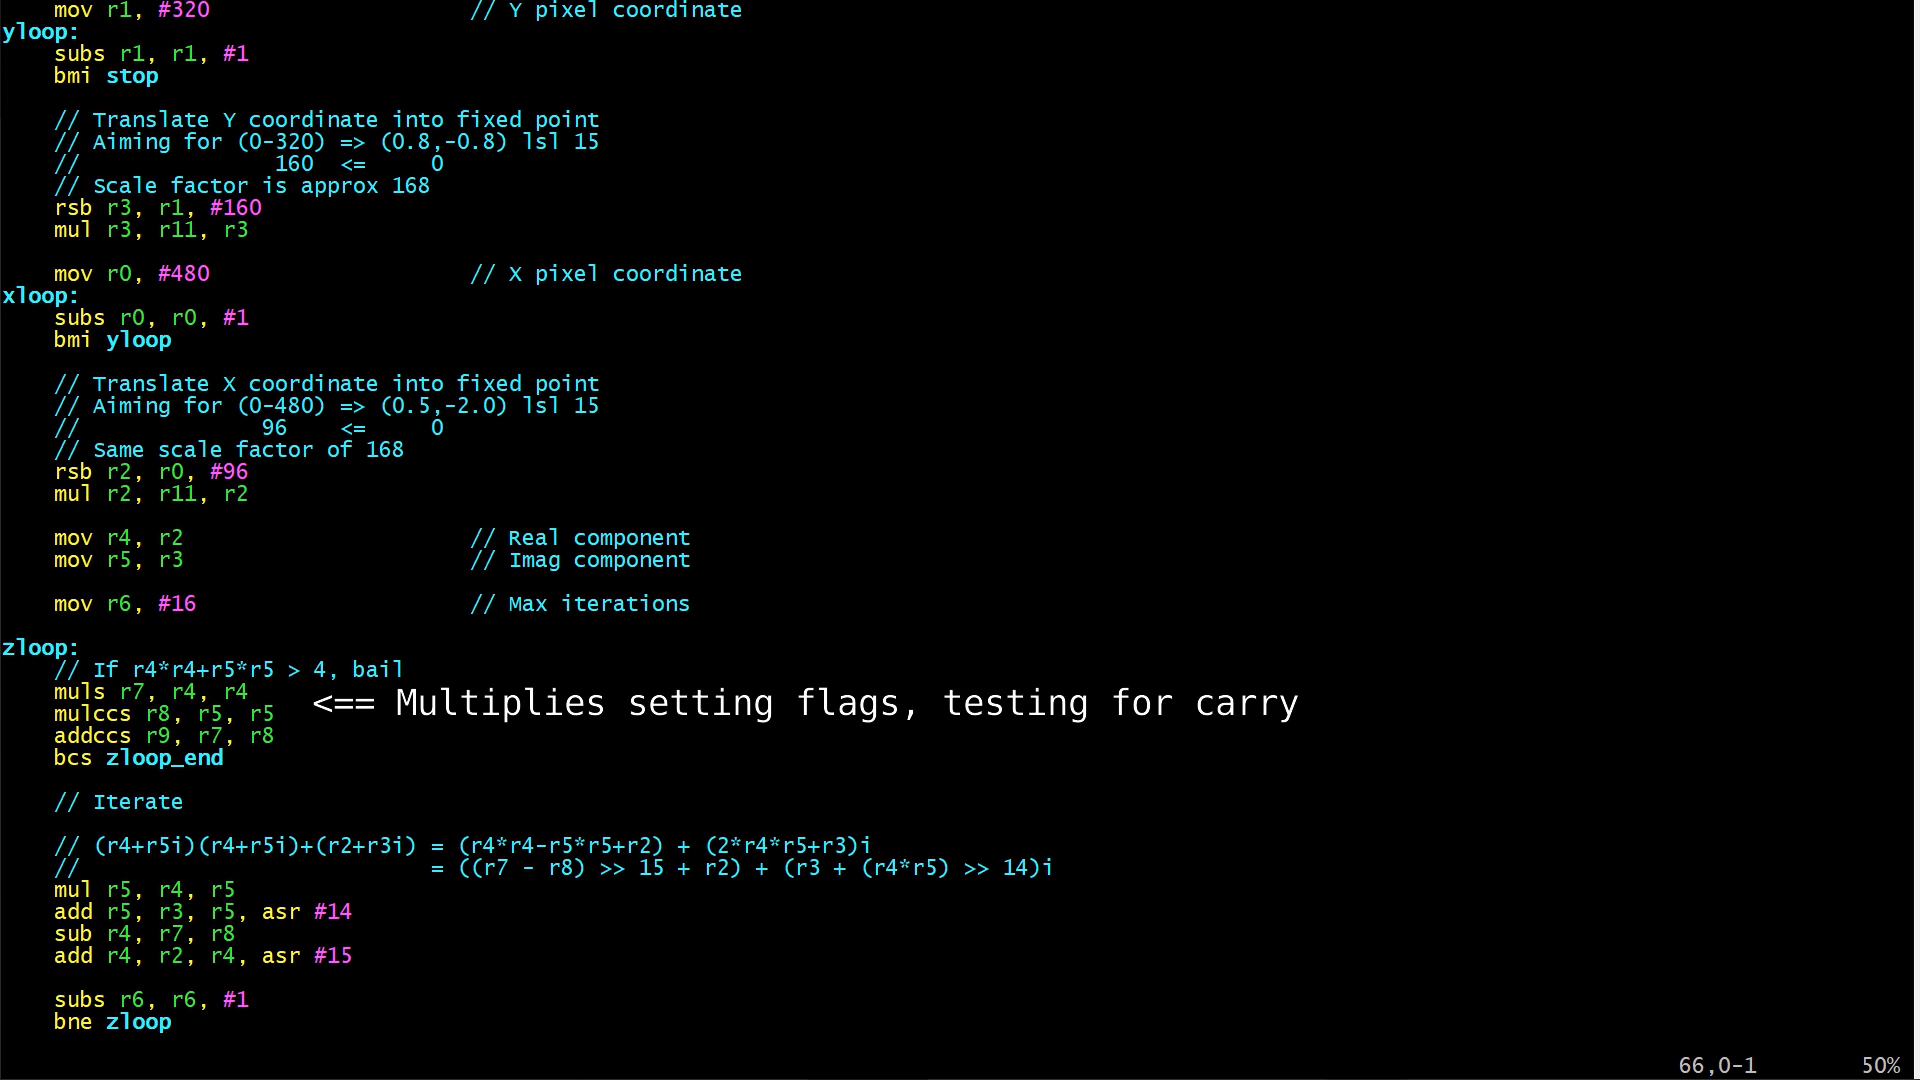 mov r1, #320 // Y pixel coordinate
yloop:
subs r1, r1, #1
bmi stop
// Translate Y coordinate into fixed point
// Aiming for (0-320) => (0.8,-0.8) lsl 15
// 160 <= 0
// Scale factor is approx 168
rsb r3, r1, #160
mul r3, r11, r3
mov r0, #480 // X pixel coordinate
xloop:
subs r0, r0, #1
bmi yloop
// Translate X coordinate into fixed point
// Aiming for (0-480) => (0.5,-2.0) lsl 15
// 96 <= 0
// Same scale factor of 168
rsb r2, r0, #96
mul r2, r11, r2
mov r4, r2 // Real component
mov r5, r3 // Imag component
mov r6, #16 // Max iterations
zloop:
// If r4*r4+r5*r5 > 4, bail
muls r7, r4, r4
<== Multiplies setting flags, testing for carry
mulccs r8, r5, r5
addccs r9, r7, r8
bcs zloop_end
// Iterate
// (r4+r5i)(r4+r5i)+(r2+r3i) = (r4*r4-r5*r5+r2) + (2*r4*r5+r3)i
// = ((r7 - r8) >> 15 + r2) + (r3 + (r4*r5) >> 14)i
mul r5, r4, r5
add r5, r3, r5, asr #14
sub r4, r7, r8
add r4, r2, r4, asr #15
subs r6, r6, #1
bne zloop
66,0-1 50%